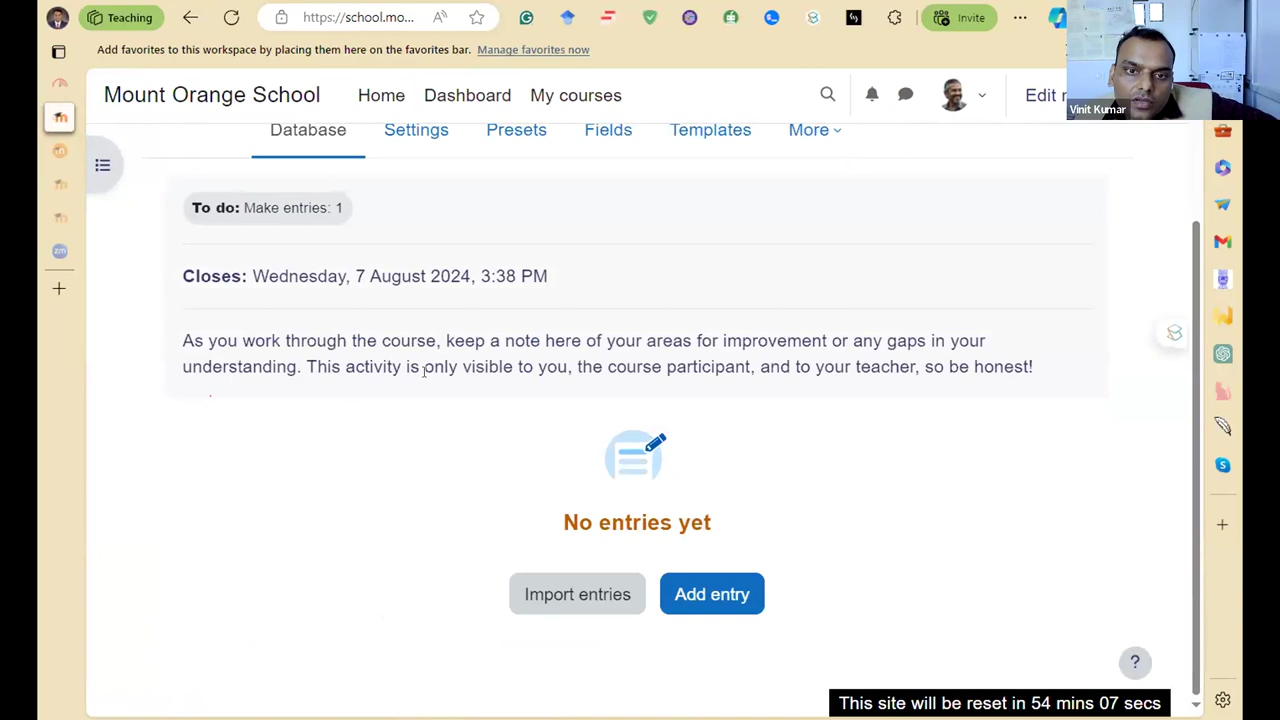 Teaching
https://school.mo...
Invite
Add favorites to this workspace by placing them here on the favorites bar. Manage favorites now
Vinit Kumar
Mount Orange School
Home
Dashboard
My courses
Edit
Database
Settings
Presets
Fields
Templates
More
To do: Make entries: 1
Closes: Wednesday, 7 August 2024, 3:38 PM
As you work through the course, keep a note here of your areas for improvement or any gaps in your
understanding. This activity is only visible to you, the course participant, and to your teacher, so be honest!
No entries yet
Import entries
Add entry
?
This site will be reset in 54 mins 07 secs
zm